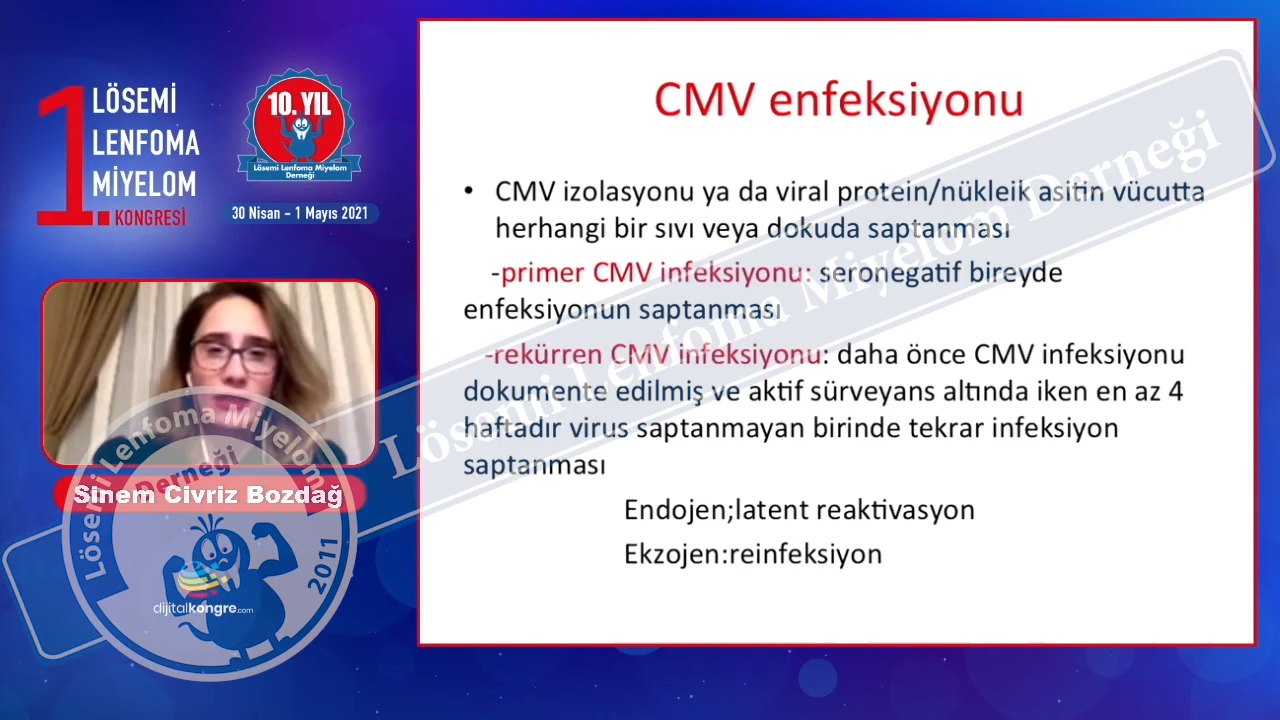 1.
LÖSEMİ
LENFOMA
MİYELOM
KONGRESİ
10. YIL
Lösemi Lenfoma Miyelom
Derneği
30 Nisan - 1 Mayıs 2021
Sinem Civriz Bozdağ
Lösemi Lenfoma Miyelom
Derneği
2011
dijitalkongre.com
Lösemi Lenfoma Miyelom Derneği
CMV enfeksiyonu
• CMV izolasyonu ya da viral protein/nükleik asitin vücutta
herhangi bir sıvı veya dokuda saptanması
-primer CMV infeksiyonu: seronegatif bireyde
enfeksiyonun saptanması
-rekürren CMV infeksiyonu: daha önce CMV infeksiyonu
dokumente edilmiş ve aktif sürveyans altında iken en az 4
haftadır virus saptanmayan birinde tekrar infeksiyon
saptanması
Endojen;latent reaktivasyon
Ekzojen:reinfeksiyon